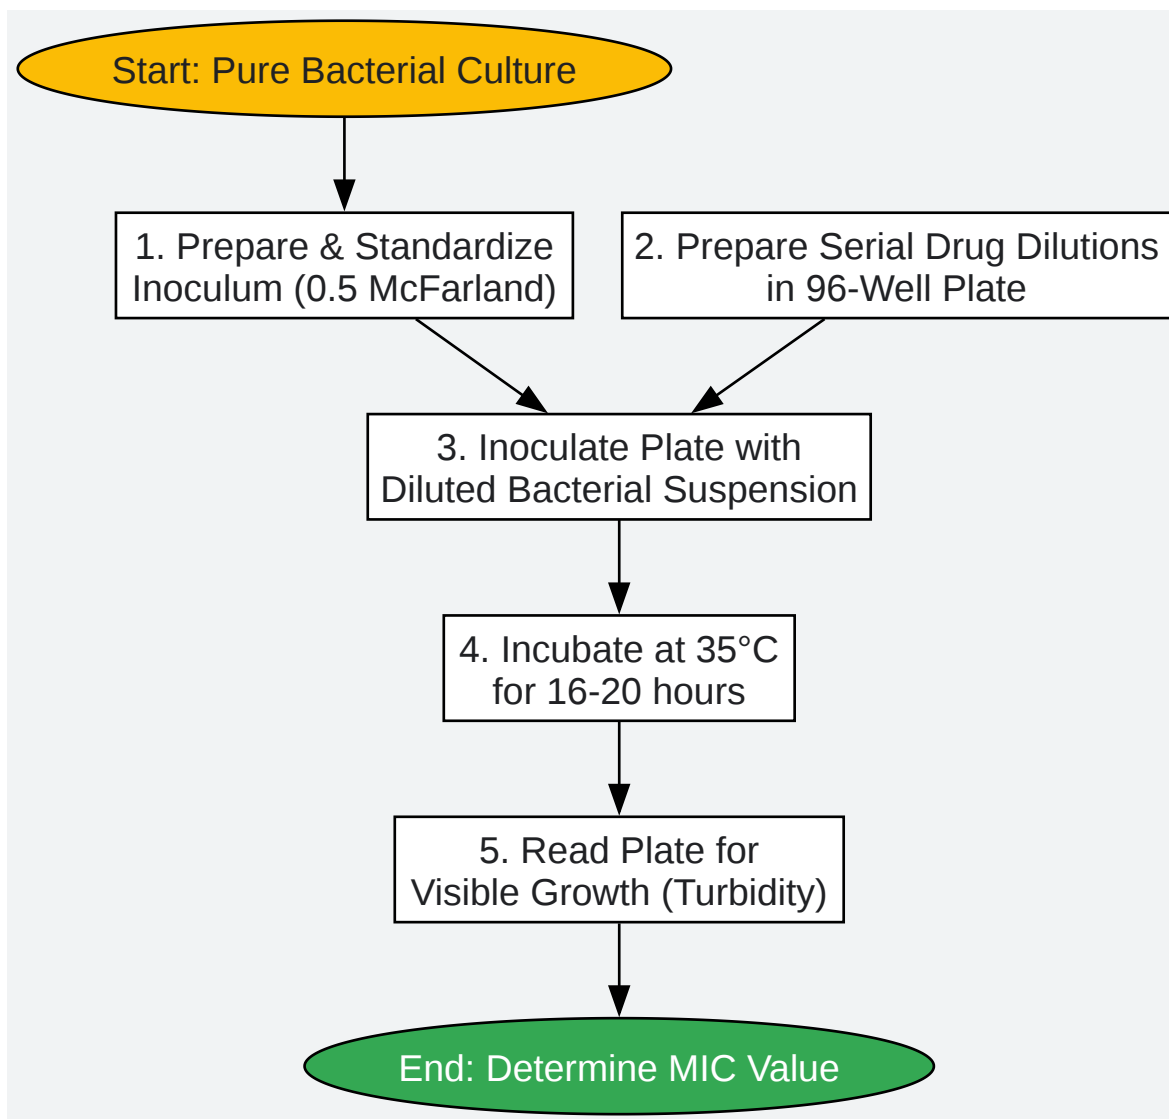 Start: Pure Bacterial Culture
1. Prepare & Standardize
Inoculum (0.5 McFarland)
2. Prepare Serial Drug Dilutions
in 96-Well Plate
3. Inoculate Plate with
Diluted Bacterial Suspension
4. Incubate at 35°C
for 16-20 hours
5. Read Plate for
Visible Growth (Turbidity)
End: Determine MIC Value